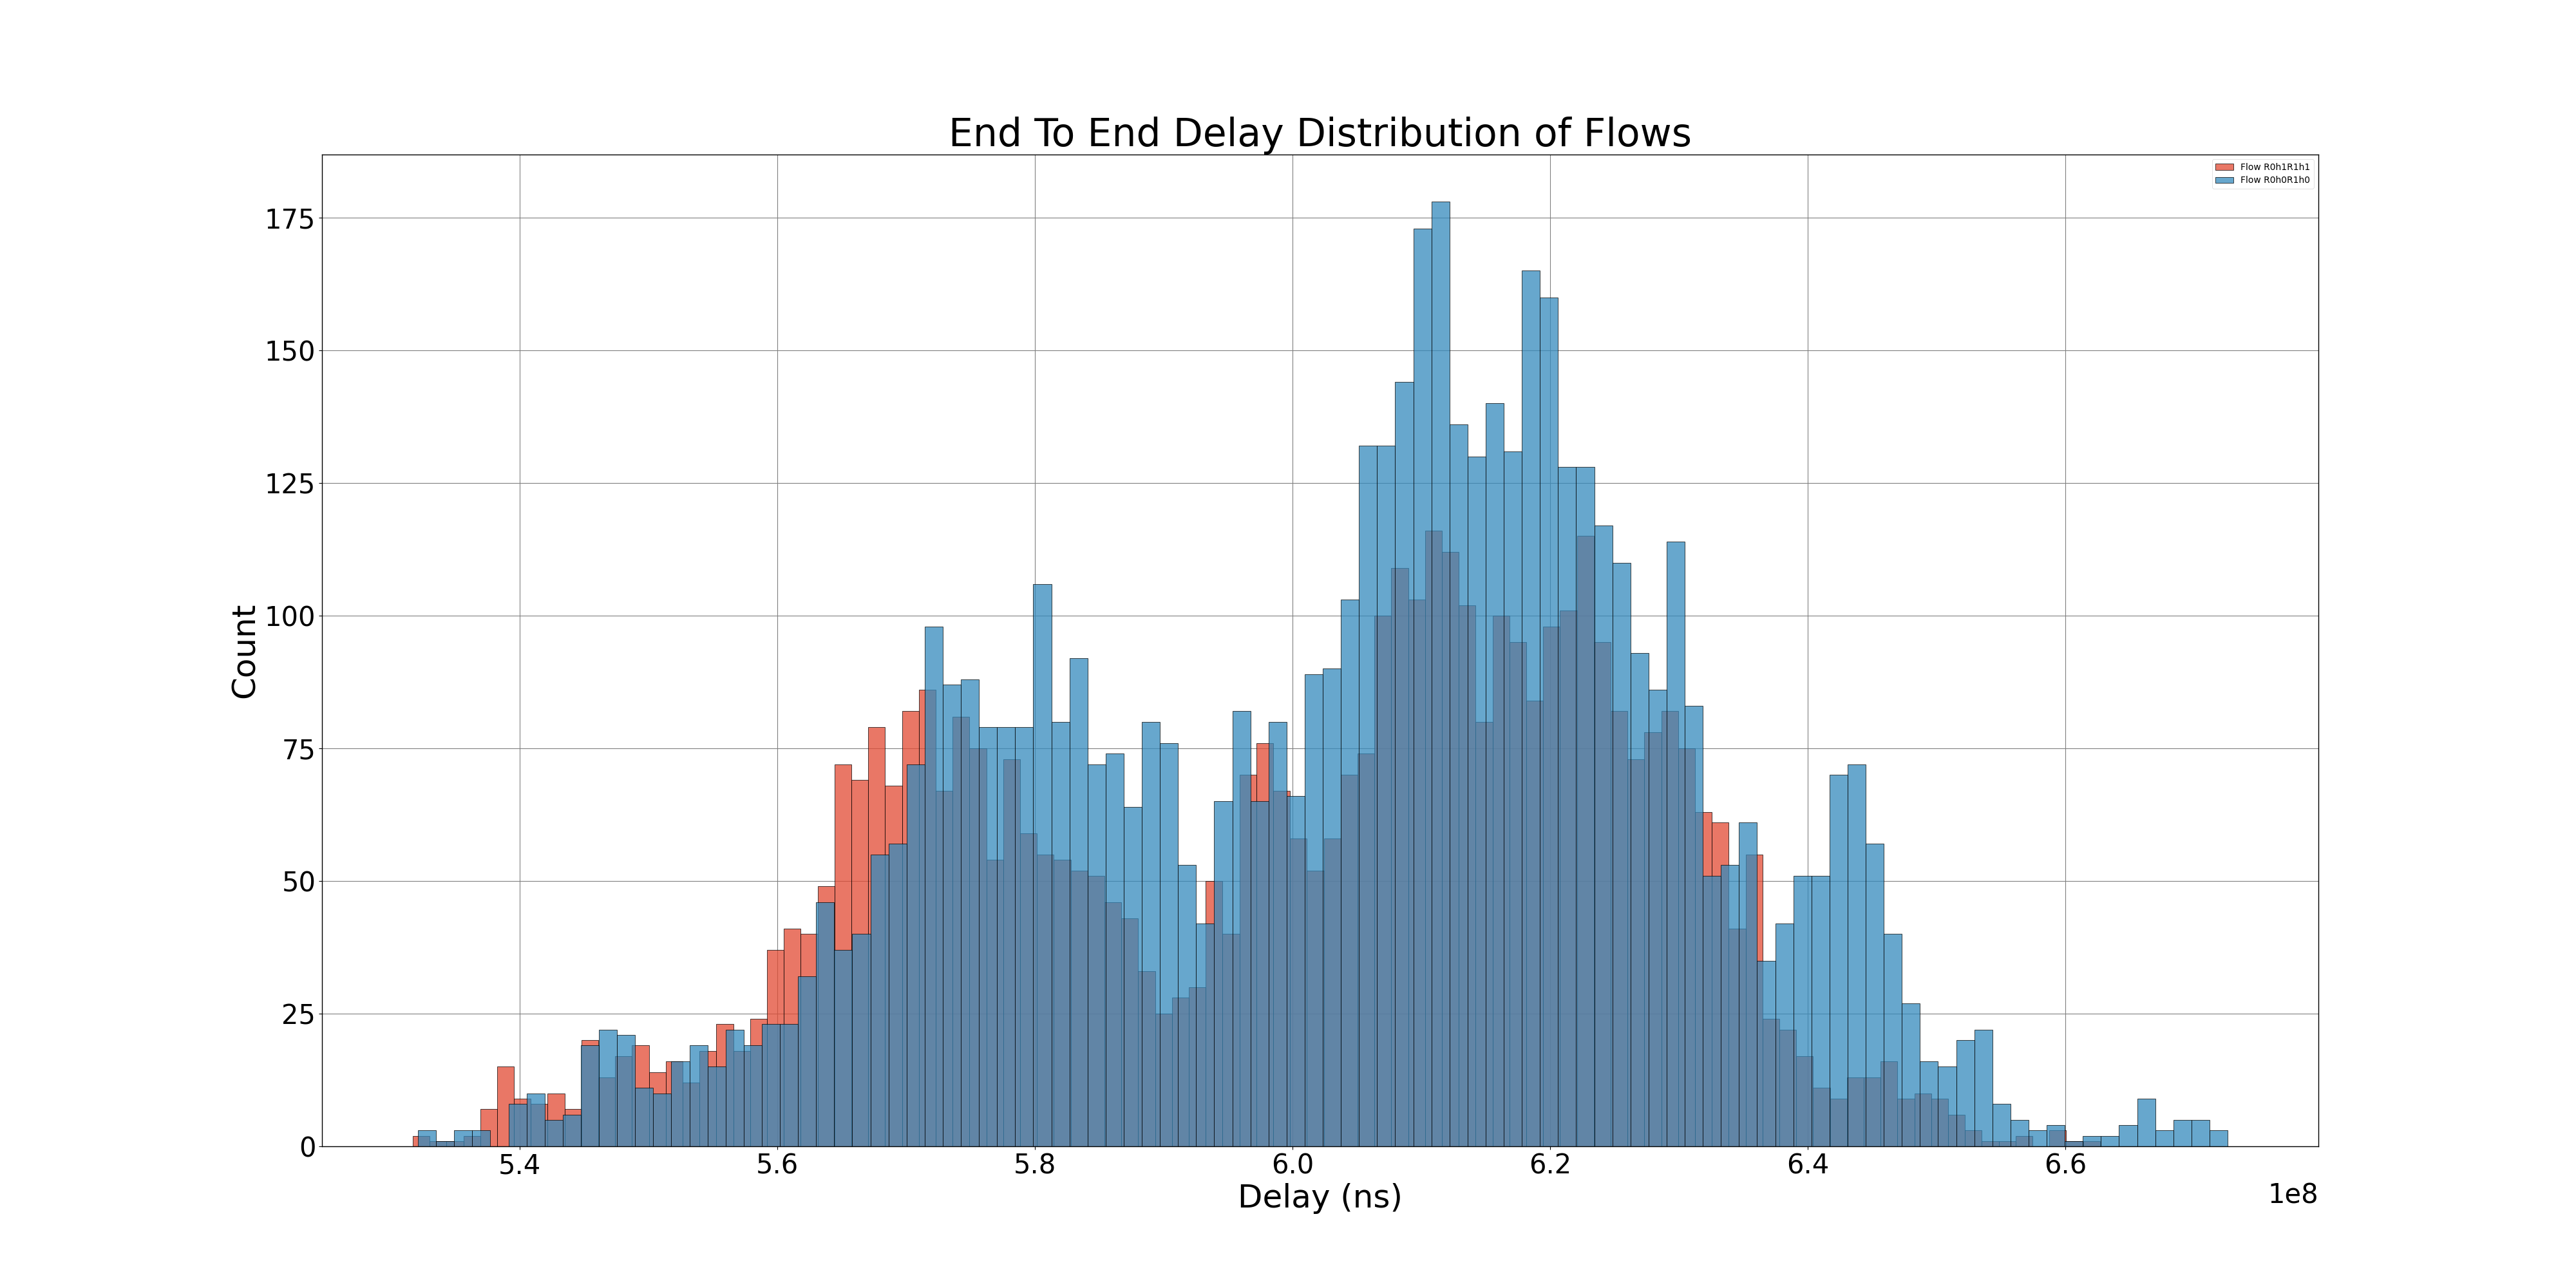 End To End Delay Distribution of Flows
Flow R0h1R1h1
Flow R0h0R1h0
175
150
125
100
75
50
25
0
Count
5.4 5.6 5.8 6.0 6.2 6.4 6.6
Delay (ns)
1e8